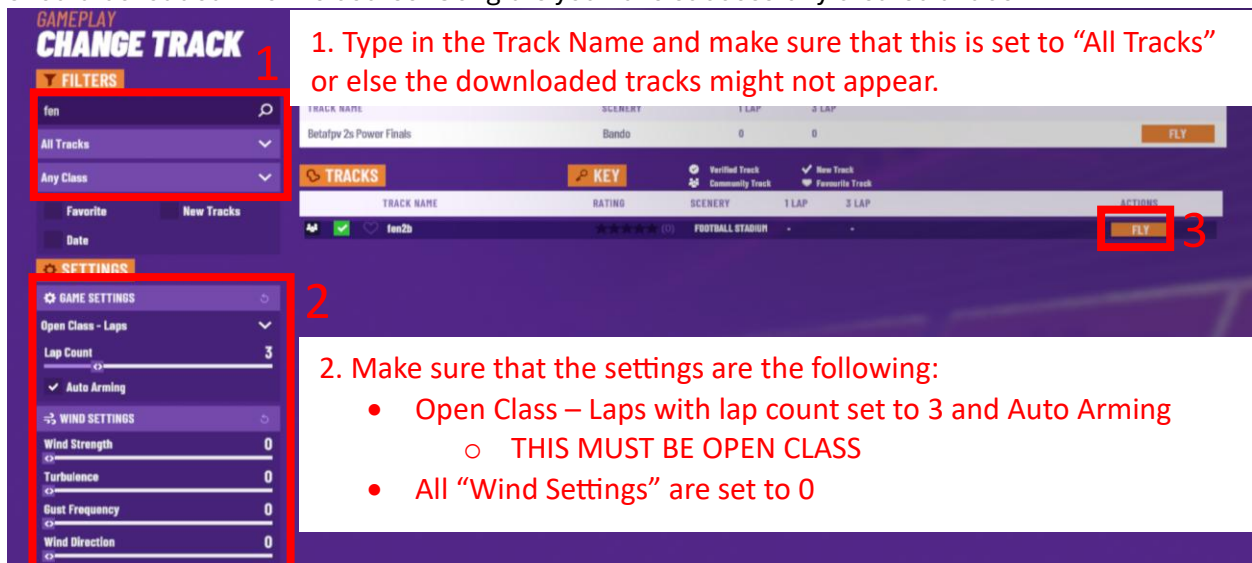 GAMEPLAY
CHANGE TRACK
1
1. Type in the Track Name and make sure that this is set to “All Tracks”
or else the downloaded tracks might not appear.
FILTERS
fen
All Tracks
Any Class
Favorite New Tracks
Date
TRACK NAME SCENERY 1 LAP 3 LAP
Betafpv 2s Power Finals Bando 0 0 FLY
TRACKS KEY Verified Track New Track
Community Track Favourite Track
TRACK NAME RATING SCENERY 1 LAP 3 LAP ACTIONS
fen2b (0) FOOTBALL STADIUM - - FLY
3
SETTINGS
2
GAME SETTINGS
Open Class - Laps
Lap Count 3
Auto Arming
WIND SETTINGS
Wind Strength 0
Turbulence 0
Gust Frequency 0
Wind Direction 0
2. Make sure that the settings are the following:
• Open Class – Laps with lap count set to 3 and Auto Arming
o THIS MUST BE OPEN CLASS
• All “Wind Settings” are set to 0